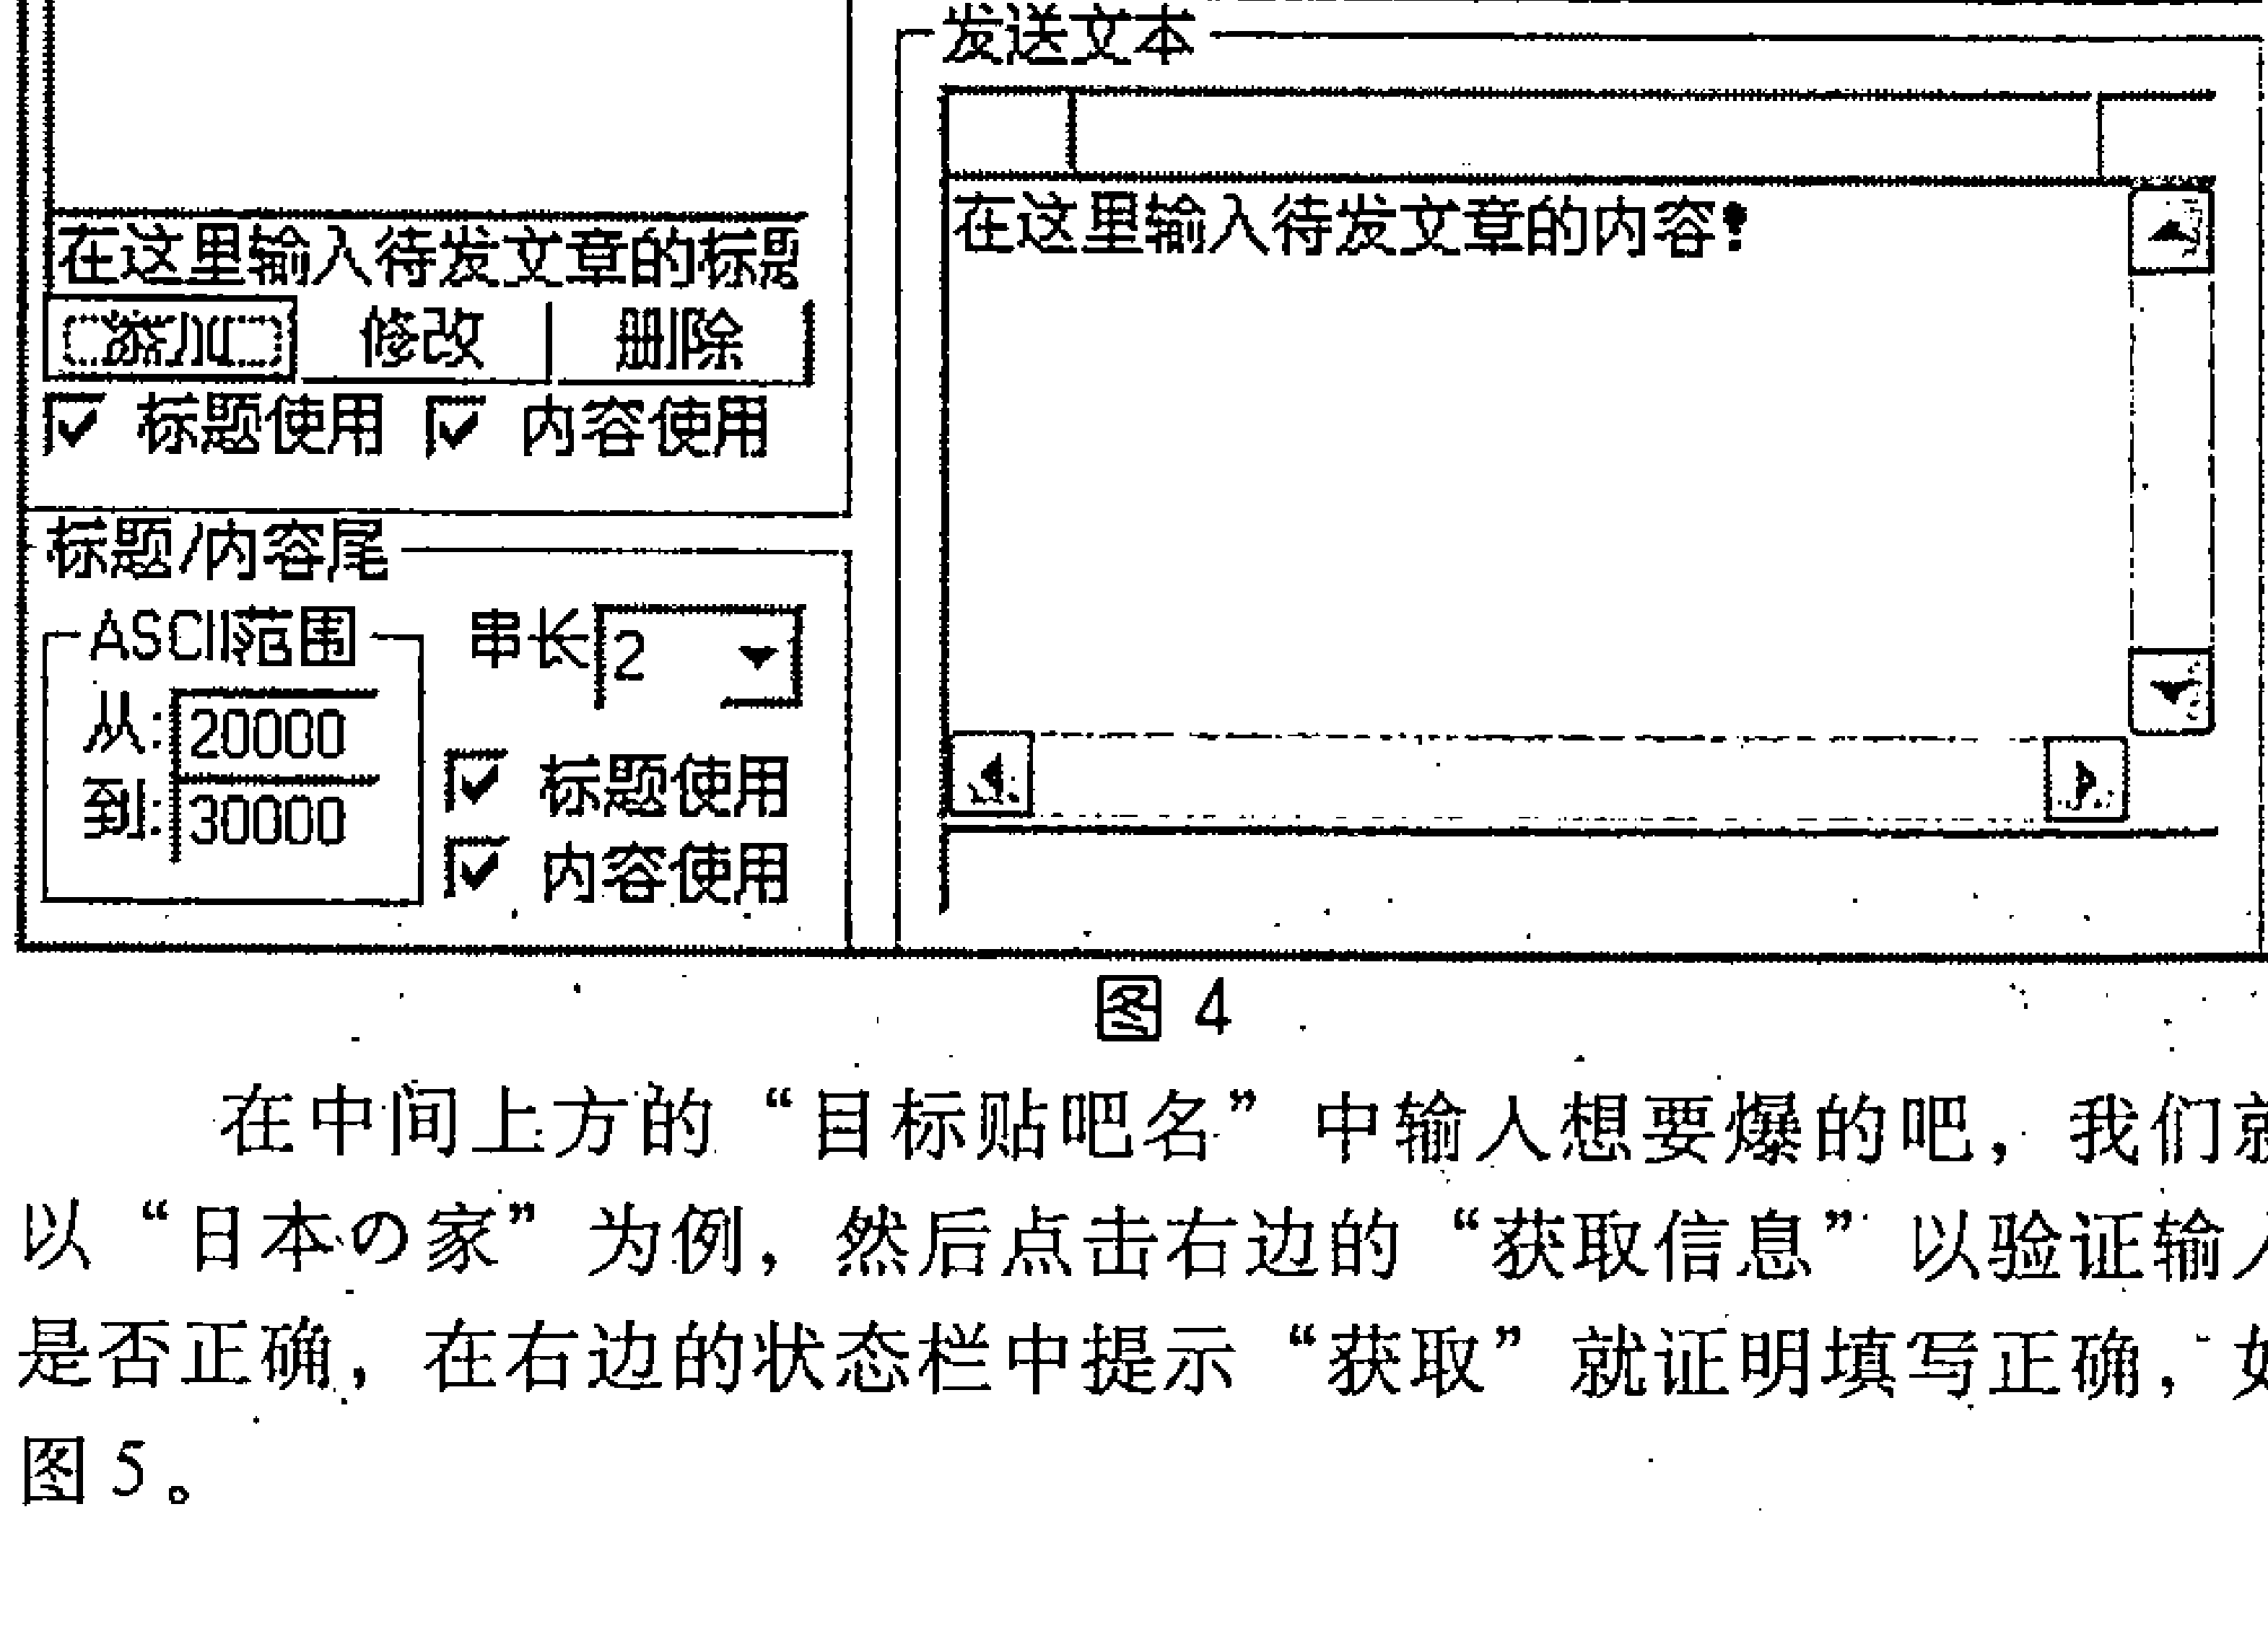 发送文本
在这里输入待发文章的内容!
在这里输入待发文章的标题
添加 修改 删除
标题使用 内容使用
标题/内容尾
ASCII范围 串长 2
从: 20000
到: 30000
标题使用
内容使用
图 4
在中间上方的“目标贴吧名”中输人想要爆的吧，我们就
以“日本の家”为例，然后点击右边的“获取信息”以验证输入
是否正确，在右边的状态栏中提示“获取”就证明填写正确，如
图 5。